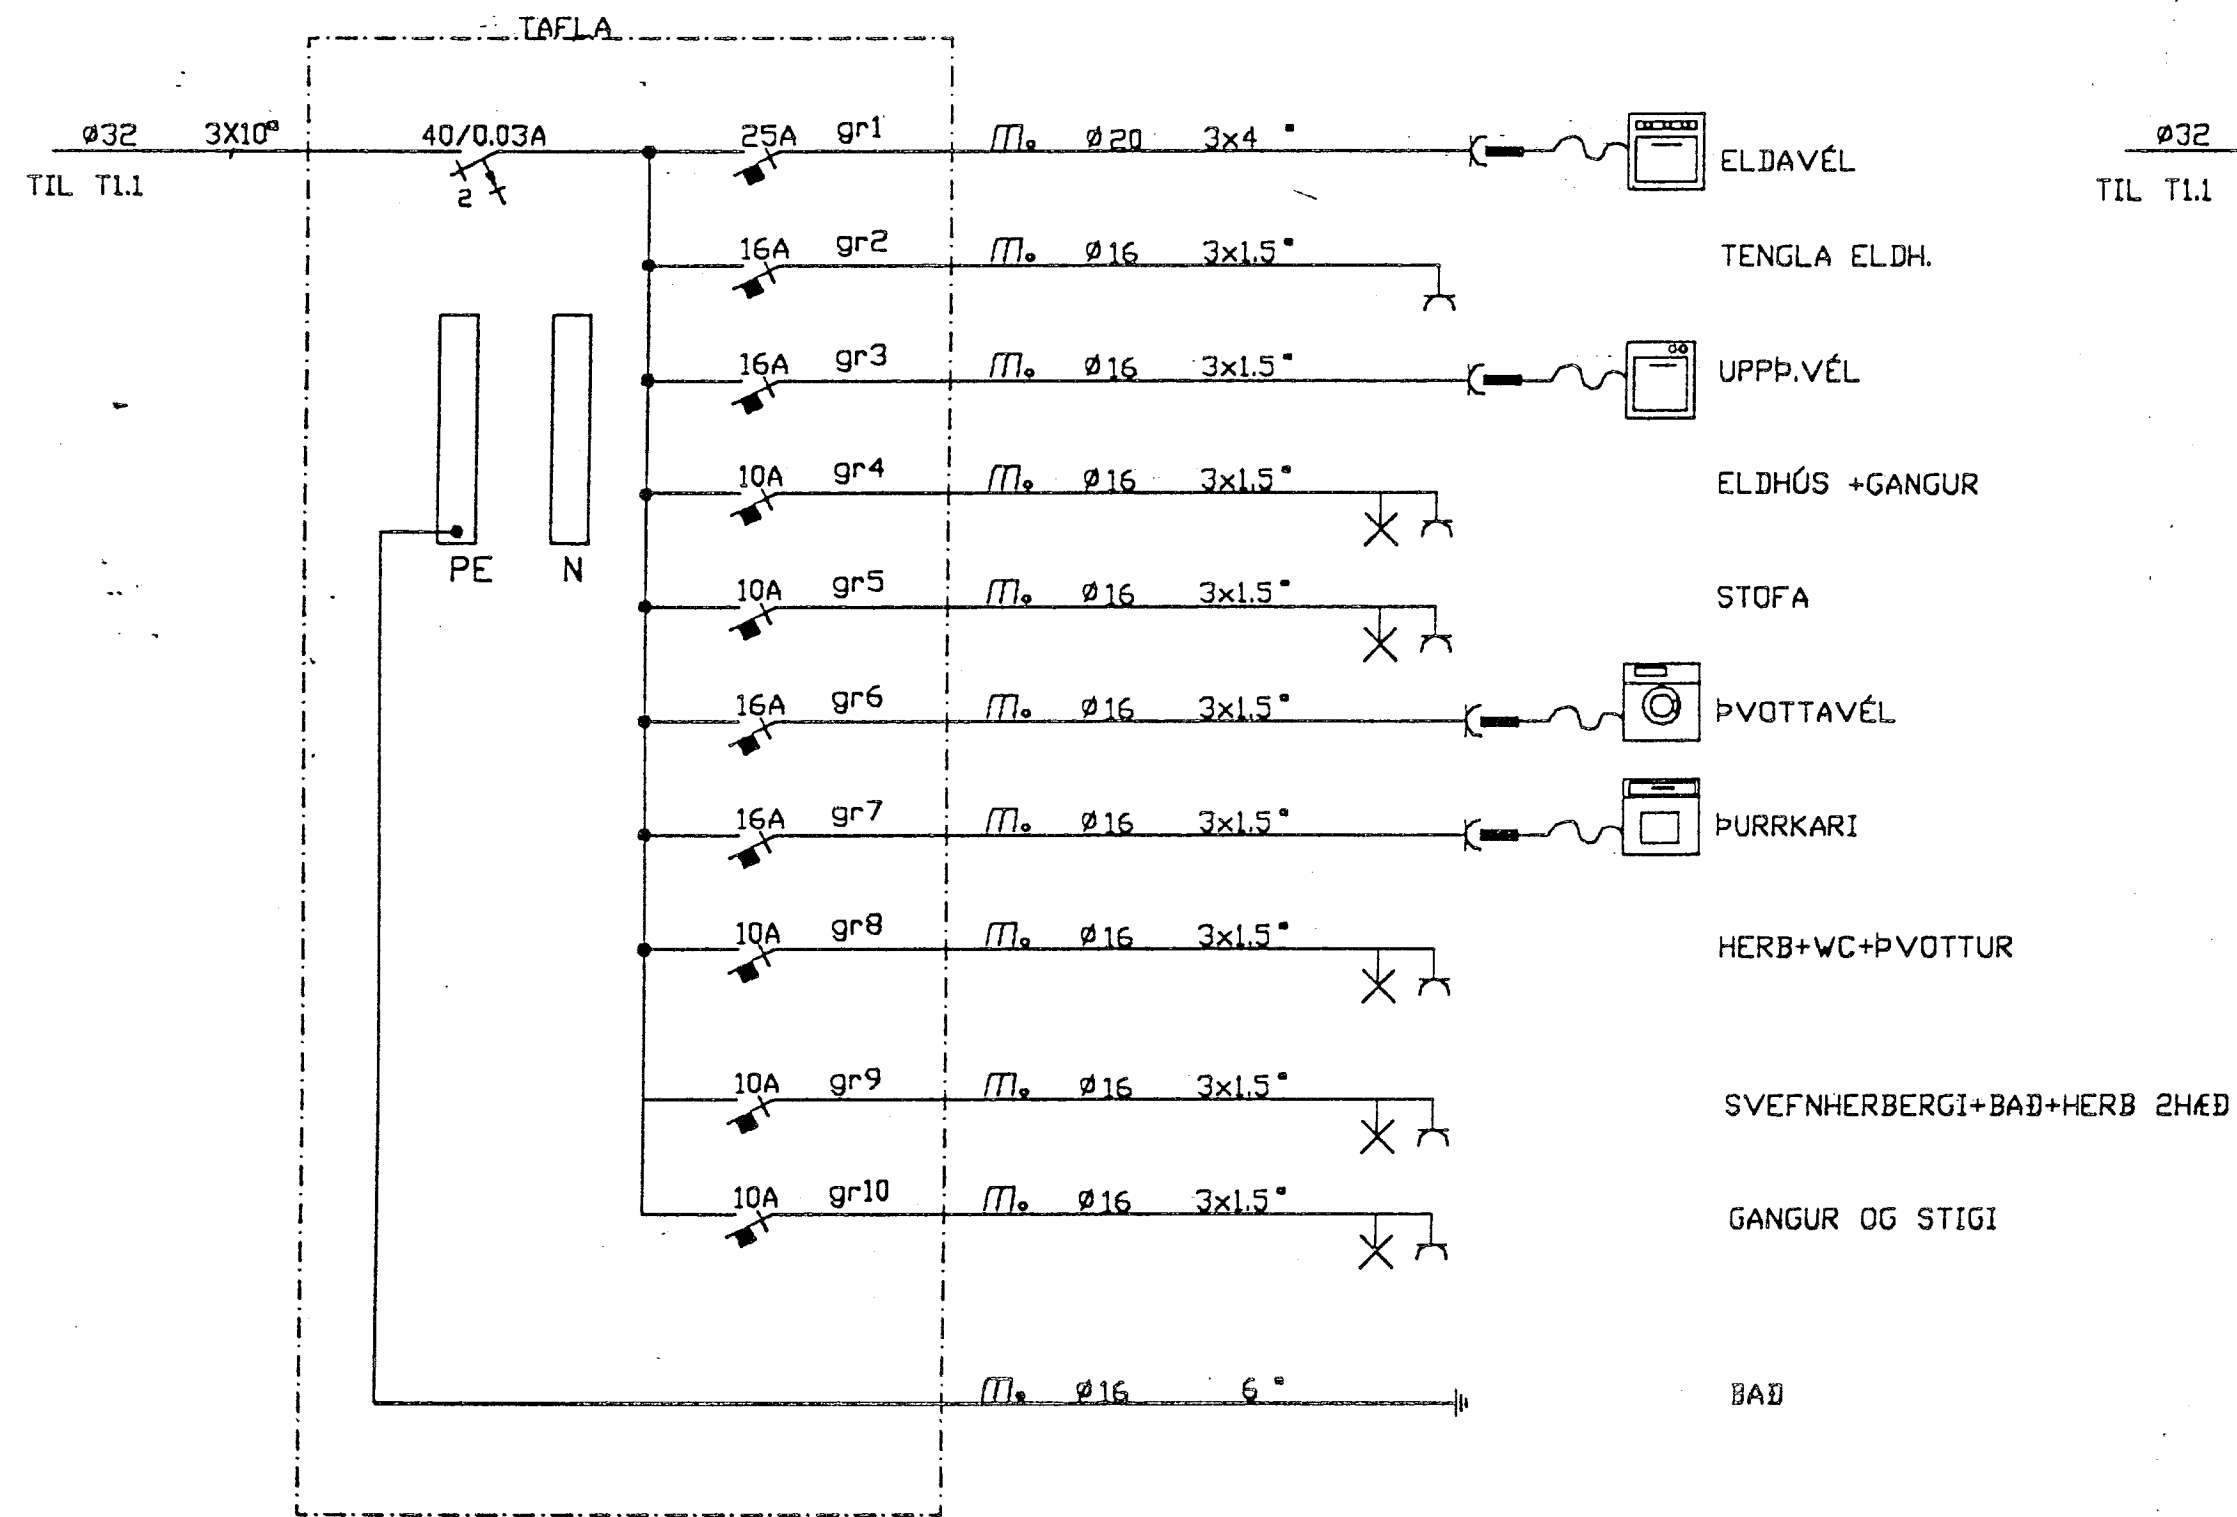 TAFLA
ø32 3X10▫ 40/0.03A 25A gr1 m. ø20 3x4 ▫ ø32
TIL T1.1 2 ELDAVÉL TIL T1.1
16A gr2 m. ø16 3x1.5▫ TENGLA ELDH.
16A gr3 m. ø16 3x1.5▫ UPPÞ.VÉL
10A gr4 m. ø16 3x1.5▫ ELDHÚS +GANGUR
PE N
10A gr5 m. ø16 3x1.5▫ STOFA
16A gr6 m. ø16 3x1.5▫ ÞVOTTAVÉL
16A gr7 m. ø16 3x1.5▫ ÞURRKARI
10A gr8 m. ø16 3x1.5▫ HERB+WC+ÞVOTTUR
10A gr9 m. ø16 3x1.5▫ SVEFNHERBERGI+BAÐ+HERB 2HÆÐ
10A gr10 m. ø16 3x1.5▫ GANGUR OG STIGI
m. ø16 6 ▫ BAÐ